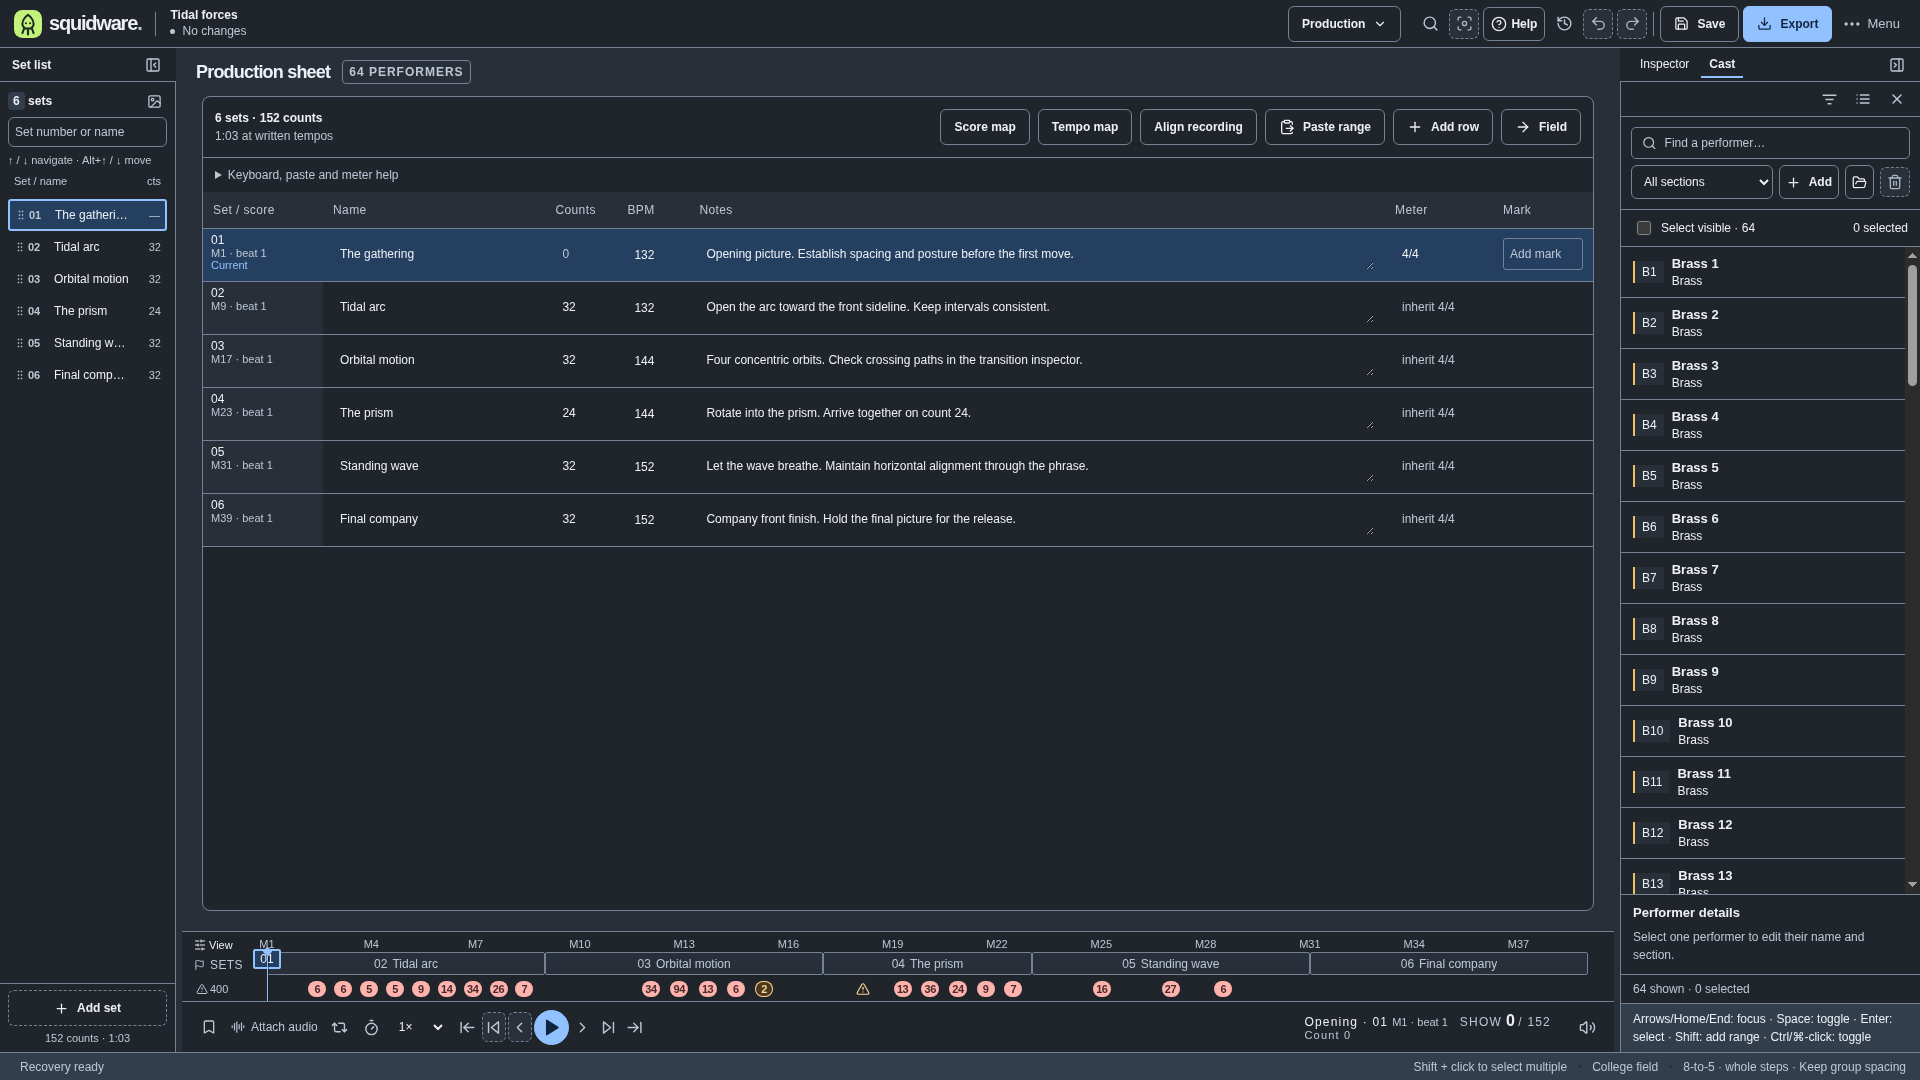 squidware.
Tidal forces
No changes
Production
Help
Save
Export
Menu
Set list
6 sets
Set number or name
↑ / ↓ navigate · Alt+↑ / ↓ move
Set / name cts
01 The gatheri… —
02 Tidal arc 32
03 Orbital motion 32
04 The prism 24
05 Standing w… 32
06 Final comp… 32
Add set
152 counts · 1:03
Production sheet 64 PERFORMERS
6 sets · 152 counts
1:03 at written tempos
Score map
Tempo map
Align recording
Paste range
Add row
Field
Keyboard, paste and meter help
Set / score Name Counts BPM Notes Meter Mark
01
M1 · beat 1
Current
The gathering 0 132 Opening picture. Establish spacing and posture before the first move. 4/4 Add mark
02
M9 · beat 1
Tidal arc 32 132 Open the arc toward the front sideline. Keep intervals consistent. inherit 4/4
03
M17 · beat 1
Orbital motion 32 144 Four concentric orbits. Check crossing paths in the transition inspector. inherit 4/4
04
M23 · beat 1
The prism 24 144 Rotate into the prism. Arrive together on count 24. inherit 4/4
05
M31 · beat 1
Standing wave 32 152 Let the wave breathe. Maintain horizontal alignment through the phrase. inherit 4/4
06
M39 · beat 1
Final company 32 152 Company front finish. Hold the final picture for the release. inherit 4/4
View M1 M4 M7 M10 M13 M16 M19 M22 M25 M28 M31 M34 M37
SETS 01 02 Tidal arc 03 Orbital motion 04 The prism 05 Standing wave 06 Final company
400 6 6 5 5 9 14 34 26 7 34 94 13 6 2 13 36 24 9 7 16 27 6
Attach audio 1×
Opening · 01 M1 · beat 1 SHOW 0 / 152
Count 0
Inspector Cast
Find a performer…
All sections
Add
Select visible · 64 0 selected
B1 Brass 1
Brass
B2 Brass 2
Brass
B3 Brass 3
Brass
B4 Brass 4
Brass
B5 Brass 5
Brass
B6 Brass 6
Brass
B7 Brass 7
Brass
B8 Brass 8
Brass
B9 Brass 9
Brass
B10 Brass 10
Brass
B11 Brass 11
Brass
B12 Brass 12
Brass
B13 Brass 13
Brass
Performer details
Select one performer to edit their name and
section.
64 shown · 0 selected
Arrows/Home/End: focus · Space: toggle · Enter:
select · Shift: add range · Ctrl/⌘-click: toggle
Recovery ready
Shift + click to select multiple · College field · 8-to-5 · whole steps · Keep group spacing